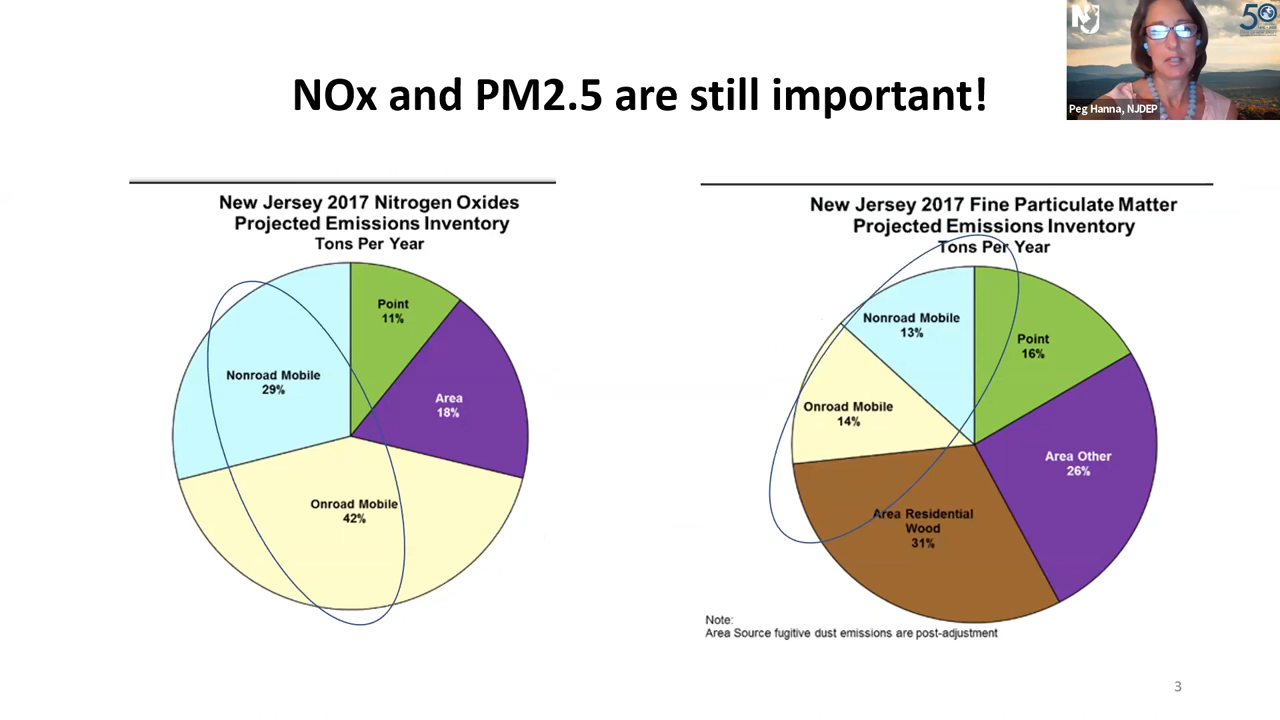 NOx and PM2.5 are still important!
Peg Hanna, NJDEP
NJ
50
New Jersey 2017 Nitrogen Oxides
Projected Emissions Inventory
Tons Per Year
Point
11%
Nonroad Mobile
29%
Area
18%
Onroad Mobile
42%
New Jersey 2017 Fine Particulate Matter
Projected Emissions Inventory
Tons Per Year
Nonroad Mobile
13%
Point
16%
Onroad Mobile
14%
Area Other
26%
Area Residential
Wood
31%
Note:
Area Source fugitive dust emissions are post-adjustment
3